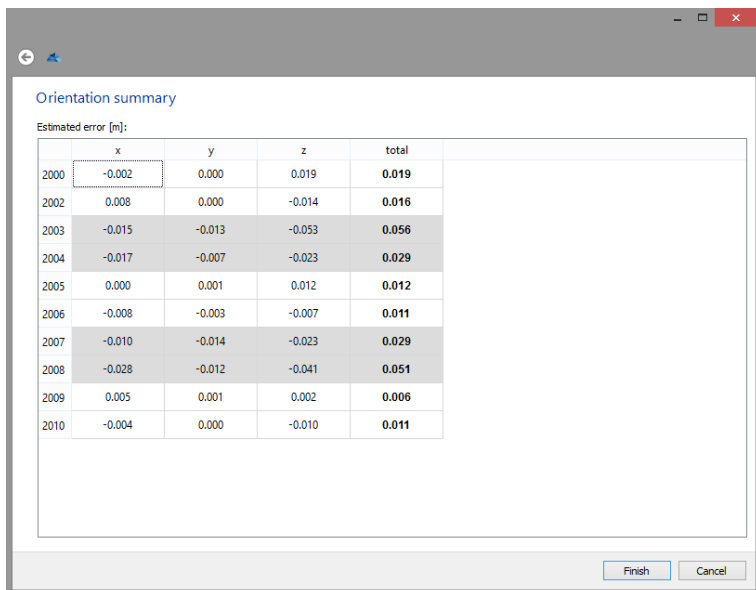 Orientation summary
Estimated error [m]:
x y z total
2000 -0.002 0.000 0.019 0.019
2002 0.008 0.000 -0.014 0.016
2003 -0.015 -0.013 -0.053 0.056
2004 -0.017 -0.007 -0.023 0.029
2005 0.000 0.001 0.012 0.012
2006 -0.008 -0.003 -0.007 0.011
2007 -0.010 -0.014 -0.023 0.029
2008 -0.028 -0.012 -0.041 0.051
2009 0.005 0.001 0.002 0.006
2010 -0.004 0.000 -0.010 0.011
Finish Cancel